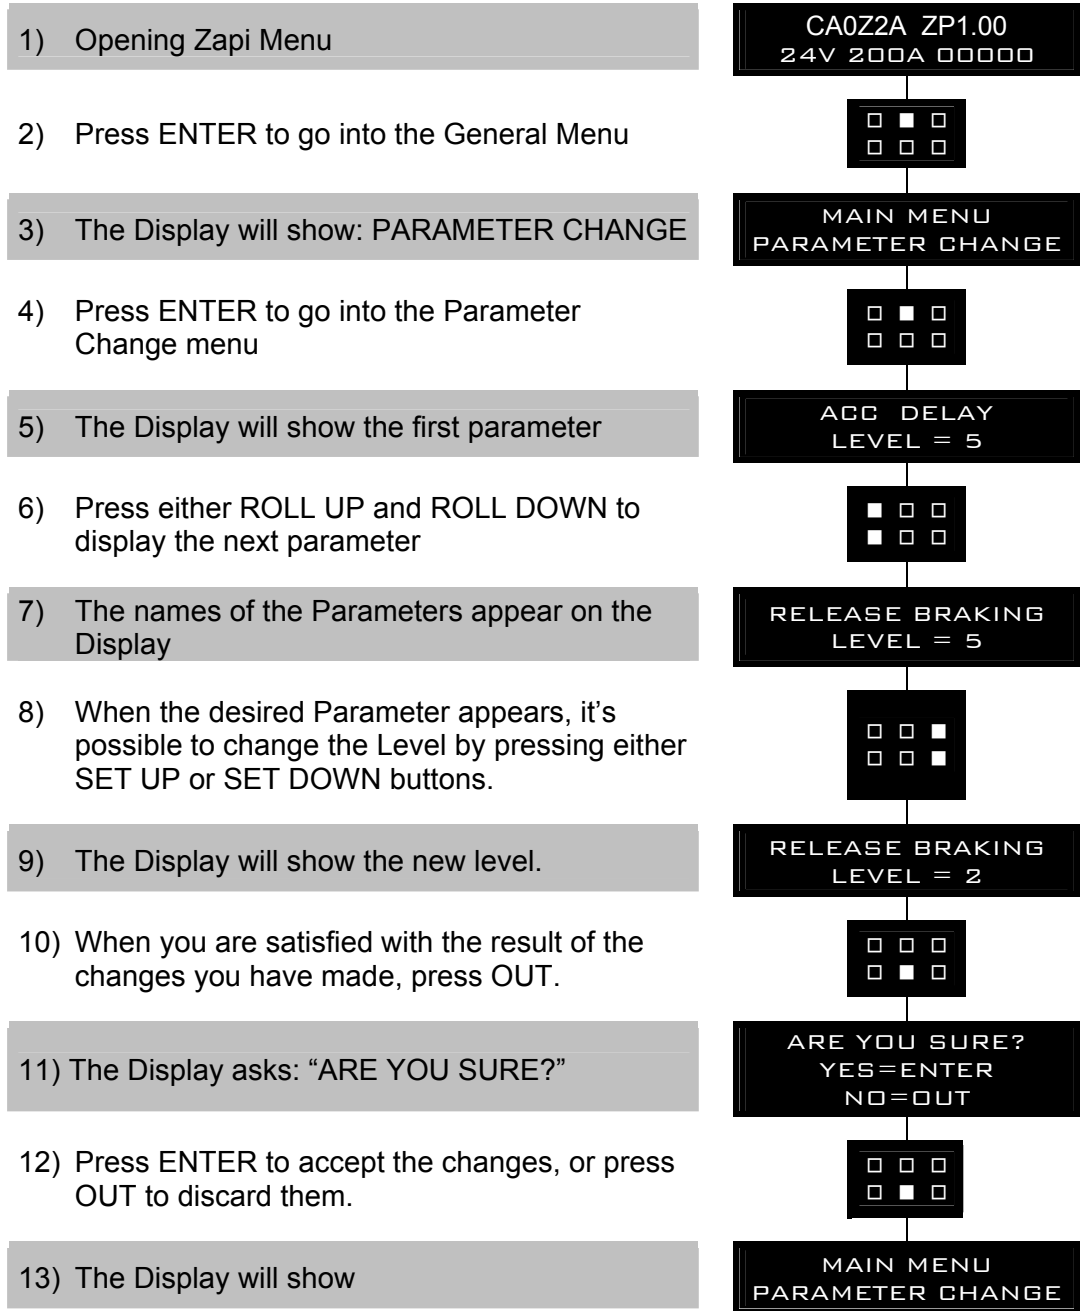 1) Opening Zapi Menu
CA0Z2A ZP1.00
24V 200A 00000
2) Press ENTER to go into the General Menu
3) The Display will show: PARAMETER CHANGE
MAIN MENU
PARAMETER CHANGE
4) Press ENTER to go into the Parameter
Change menu
5) The Display will show the first parameter
ACC DELAY
LEVEL = 5
6) Press either ROLL UP and ROLL DOWN to
display the next parameter
7) The names of the Parameters appear on the
Display
RELEASE BRAKING
LEVEL = 5
8) When the desired Parameter appears, it's
possible to change the Level by pressing either
SET UP or SET DOWN buttons.
9) The Display will show the new level.
RELEASE BRAKING
LEVEL = 2
10) When you are satisfied with the result of the
changes you have made, press OUT.
11) The Display asks: “ARE YOU SURE?”
ARE YOU SURE?
YES=ENTER
NO=OUT
12) Press ENTER to accept the changes, or press
OUT to discard them.
13) The Display will show
MAIN MENU
PARAMETER CHANGE